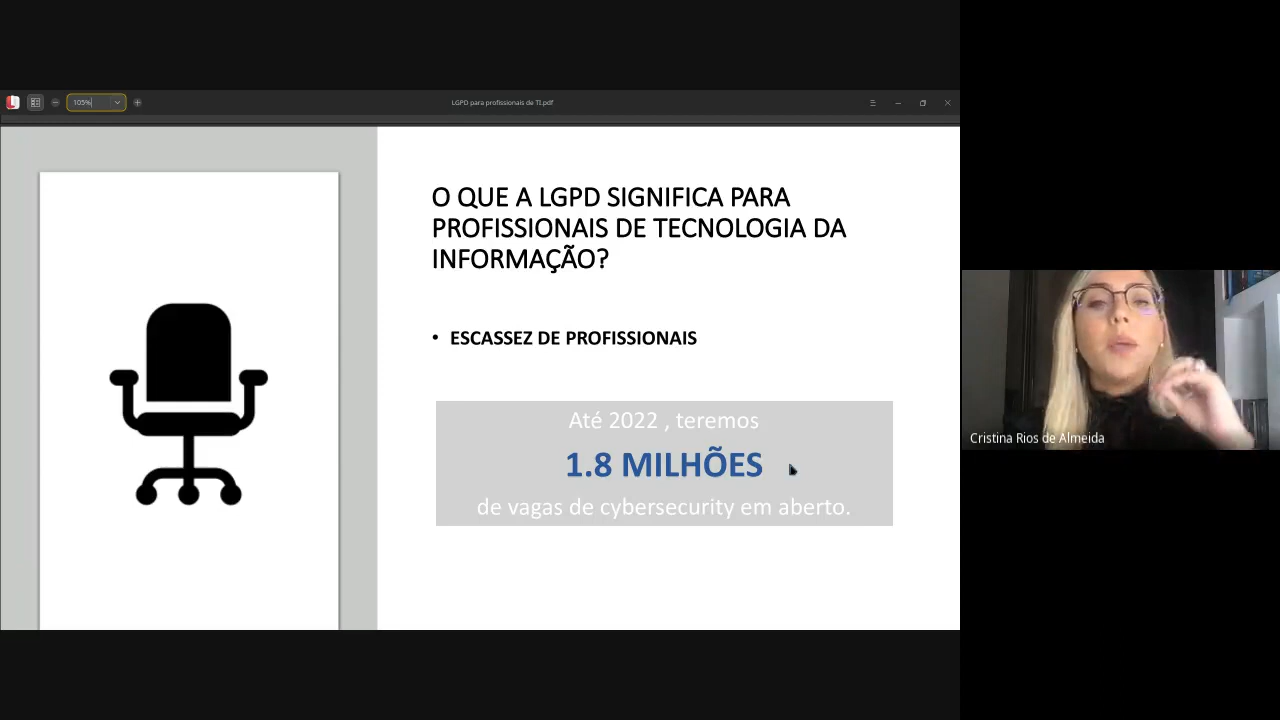 105%
LGPD para profissionais de TI.pdf
O QUE A LGPD SIGNIFICA PARA
PROFISSIONAIS DE TECNOLOGIA DA
INFORMAÇÃO?
• ESCASSEZ DE PROFISSIONAIS
Até 2022 , teremos
1.8 MILHÕES
de vagas de cybersecurity em aberto.
Cristina Rios de Almeida